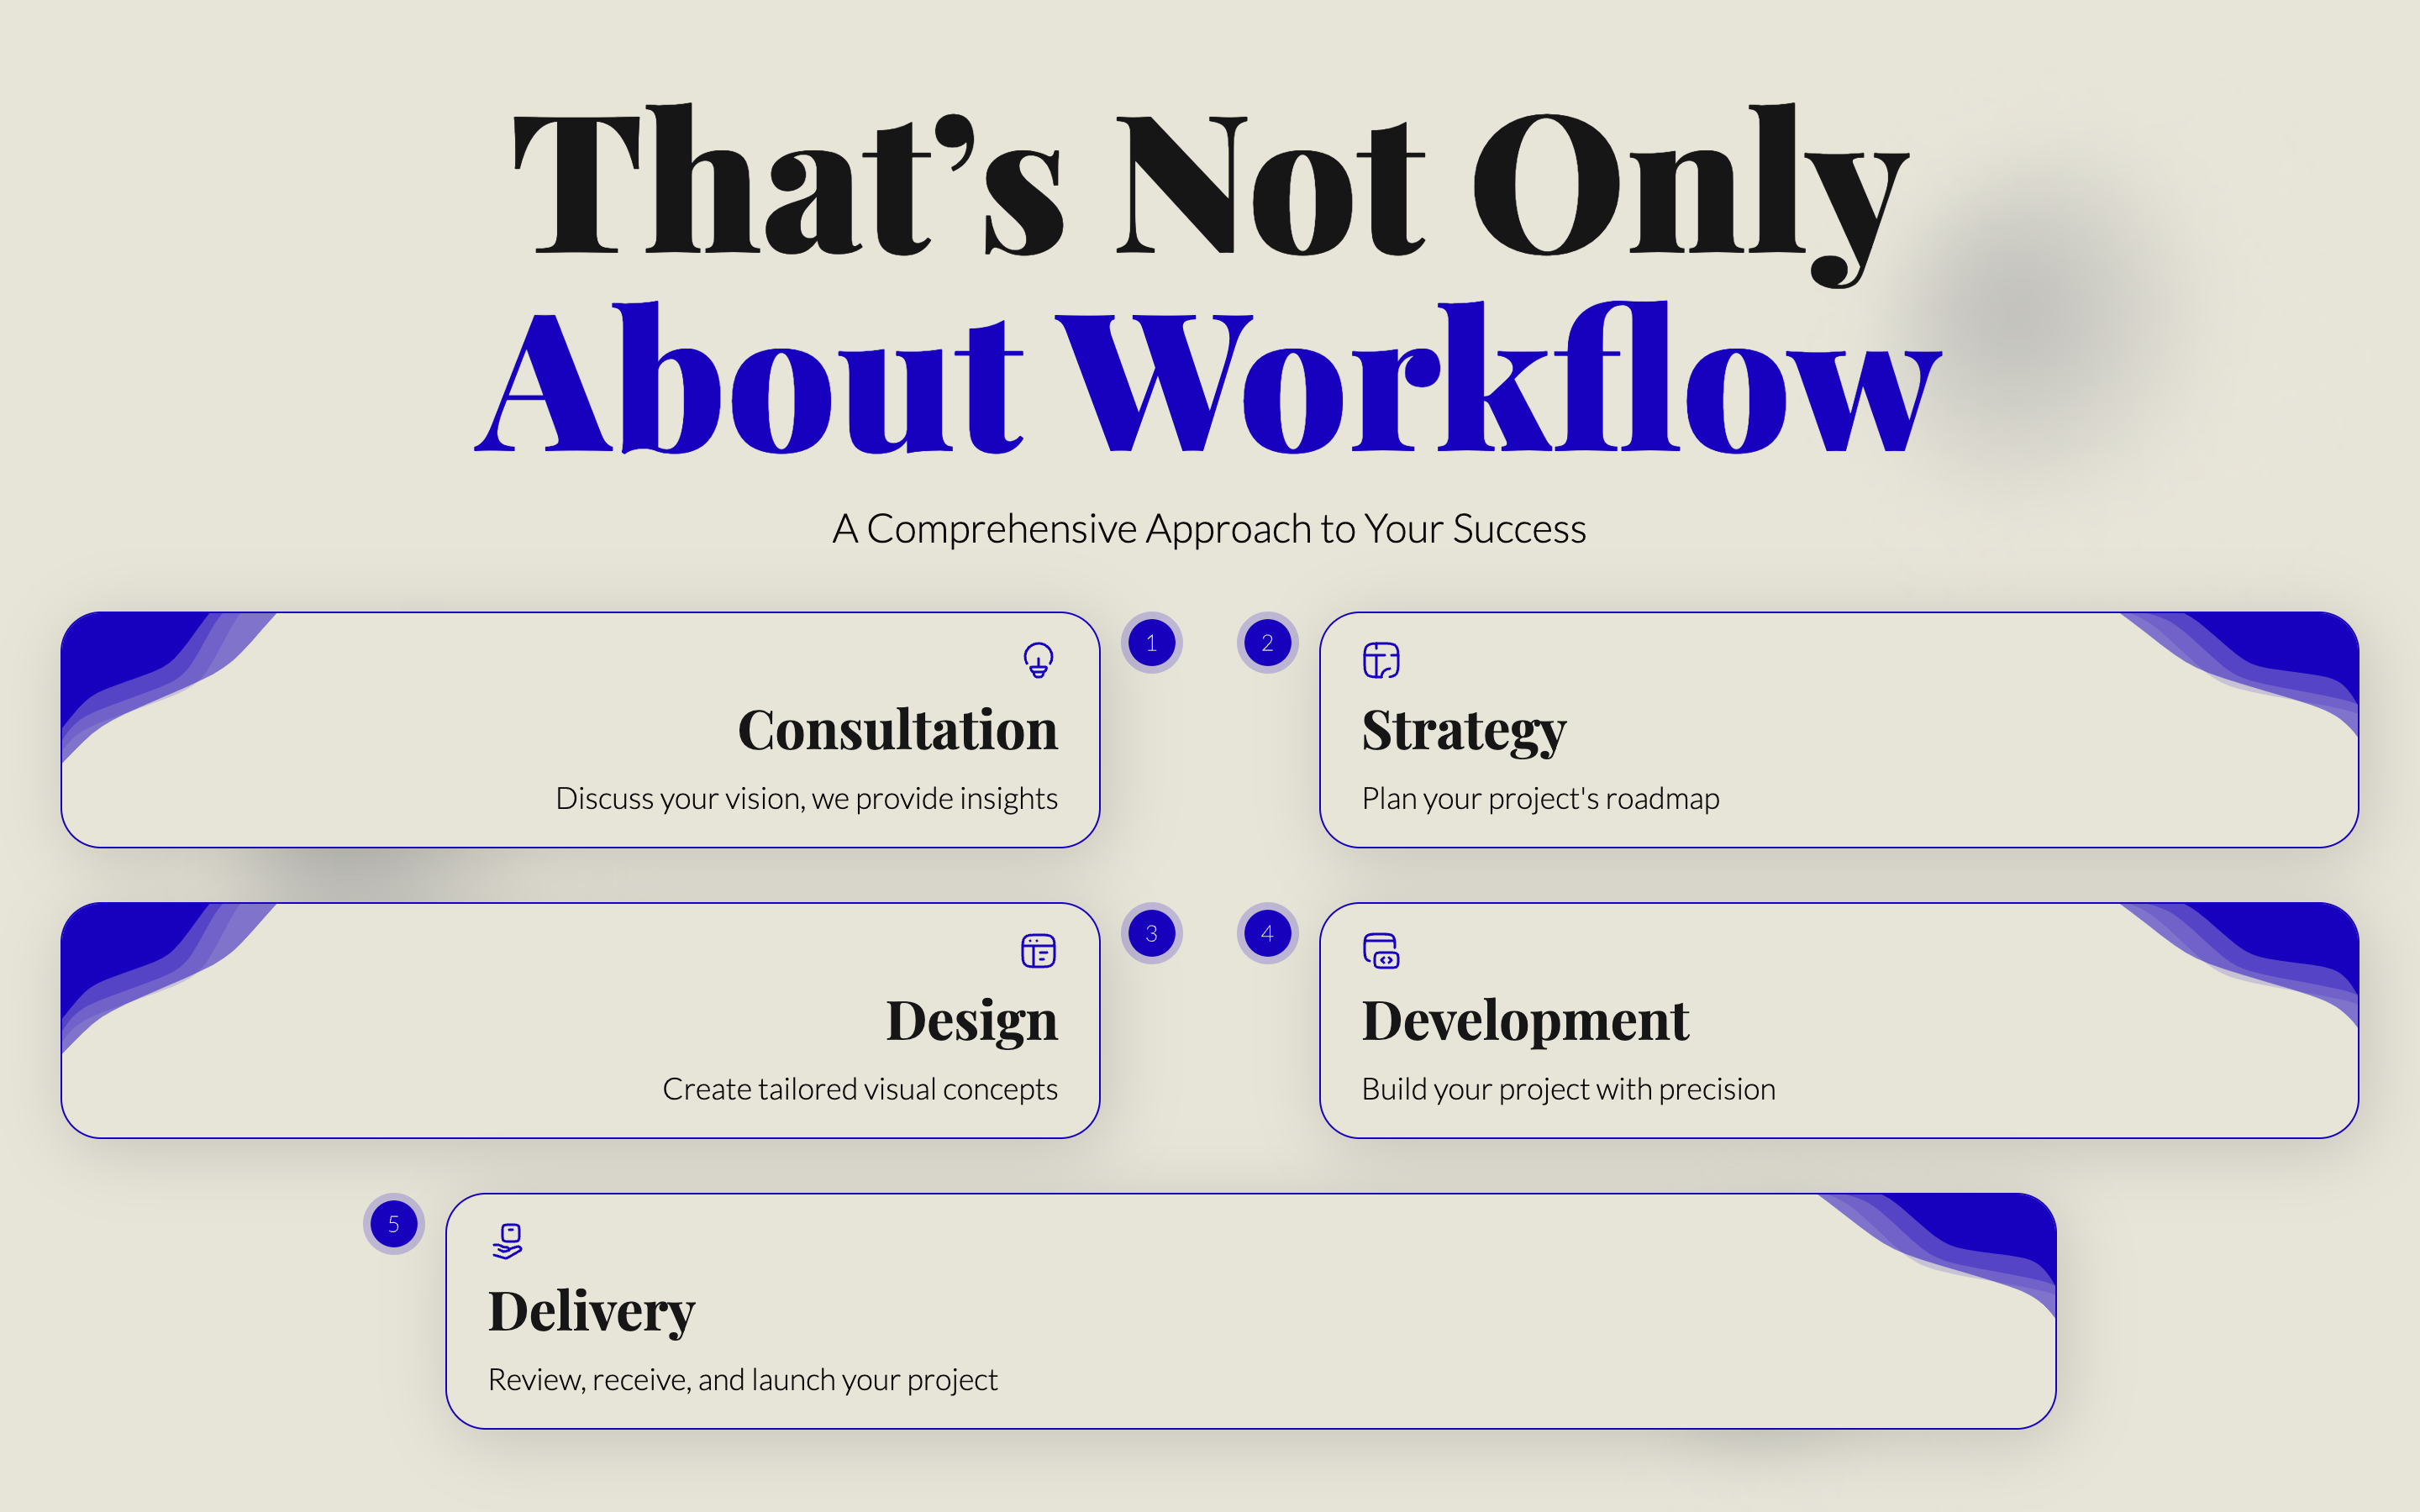 That’s Not Only
About Workflow
A Comprehensive Approach to Your Success
1
Consultation
Discuss your vision, we provide insights
2
Strategy
Plan your project's roadmap
3
Design
Create tailored visual concepts
4
Development
Build your project with precision
5
Delivery
Review, receive, and launch your project